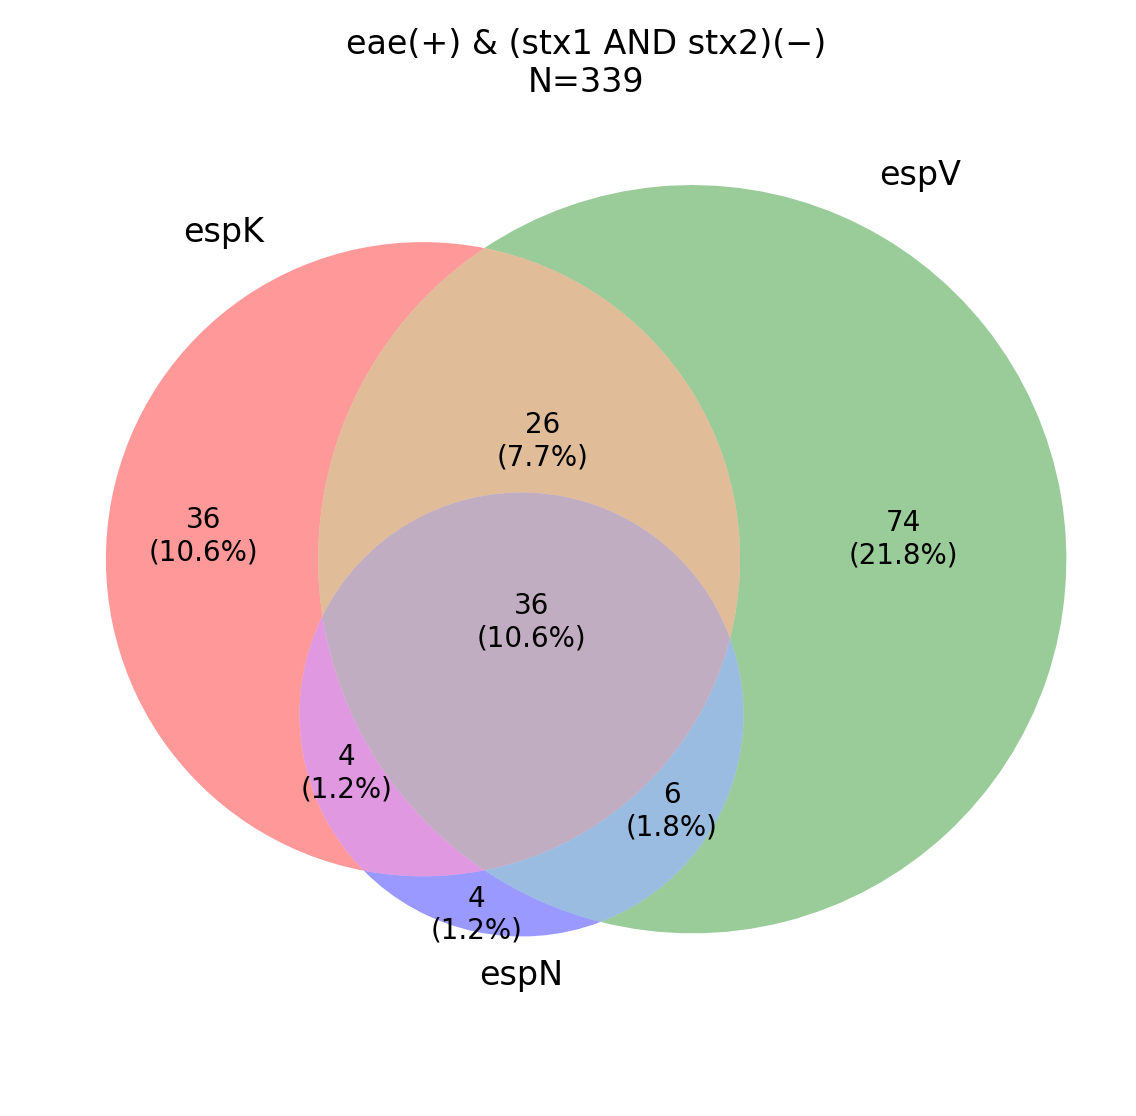 eae(+) & (stx1 AND stx2)(−)
N=339
espV
espK
26
(7.7%)
36
(10.6%)
74
(21.8%)
36
(10.6%)
4
(1.2%)
6
(1.8%)
4
(1.2%)
espN